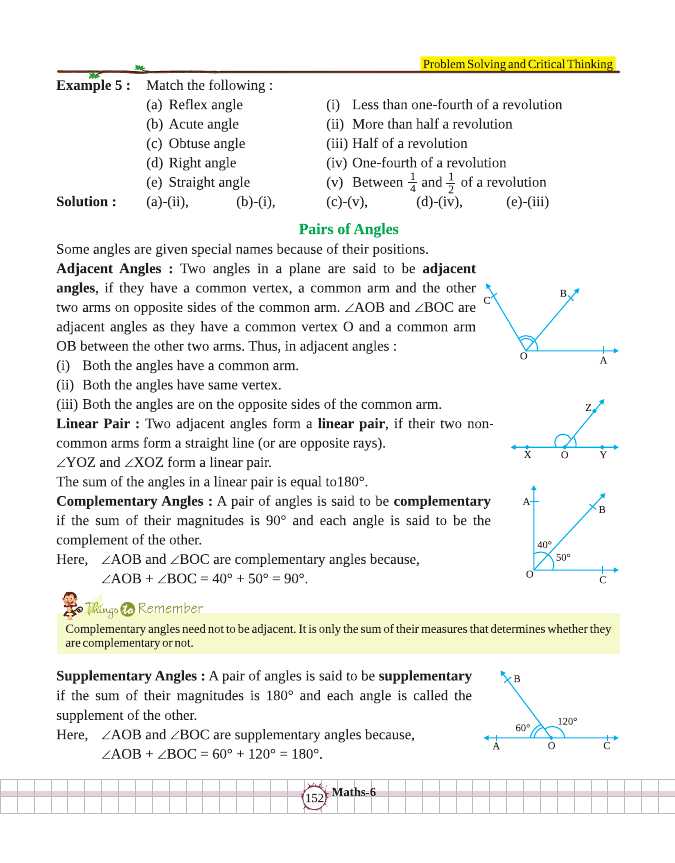 Problem Solving and Critical Thinking
Example 5 : Match the following :
(a) Reflex angle (i) Less than one-fourth of a revolution
(b) Acute angle (ii) More than half a revolution
(c) Obtuse angle (iii) Half of a revolution
(d) Right angle (iv) One-fourth of a revolution
(e) Straight angle (v) Between 1/4 and 1/2 of a revolution
Solution : (a)-(ii), (b)-(i), (c)-(v), (d)-(iv), (e)-(iii)
Pairs of Angles
Some angles are given special names because of their positions.
Adjacent Angles : Two angles in a plane are said to be adjacent
angles, if they have a common vertex, a common arm and the other
two arms on opposite sides of the common arm. ∠AOB and ∠BOC are
adjacent angles as they have a common vertex O and a common arm
OB between the other two arms. Thus, in adjacent angles :
C B O A
(i) Both the angles have a common arm.
(ii) Both the angles have same vertex.
(iii) Both the angles are on the opposite sides of the common arm.
Linear Pair : Two adjacent angles form a linear pair, if their two non-
common arms form a straight line (or are opposite rays).
∠YOZ and ∠XOZ form a linear pair.
The sum of the angles in a linear pair is equal to180°.
Z X O Y
Complementary Angles : A pair of angles is said to be complementary
if the sum of their magnitudes is 90° and each angle is said to be the
complement of the other.
Here, ∠AOB and ∠BOC are complementary angles because,
∠AOB + ∠BOC = 40° + 50° = 90°.
A B 40° 50° O C
Things to Remember
Complementary angles need not to be adjacent. It is only the sum of their measures that determines whether they
are complementary or not.
Supplementary Angles : A pair of angles is said to be supplementary
if the sum of their magnitudes is 180° and each angle is called the
supplement of the other.
Here, ∠AOB and ∠BOC are supplementary angles because,
∠AOB + ∠BOC = 60° + 120° = 180°.
B 60° 120° A O C
152 Maths-6